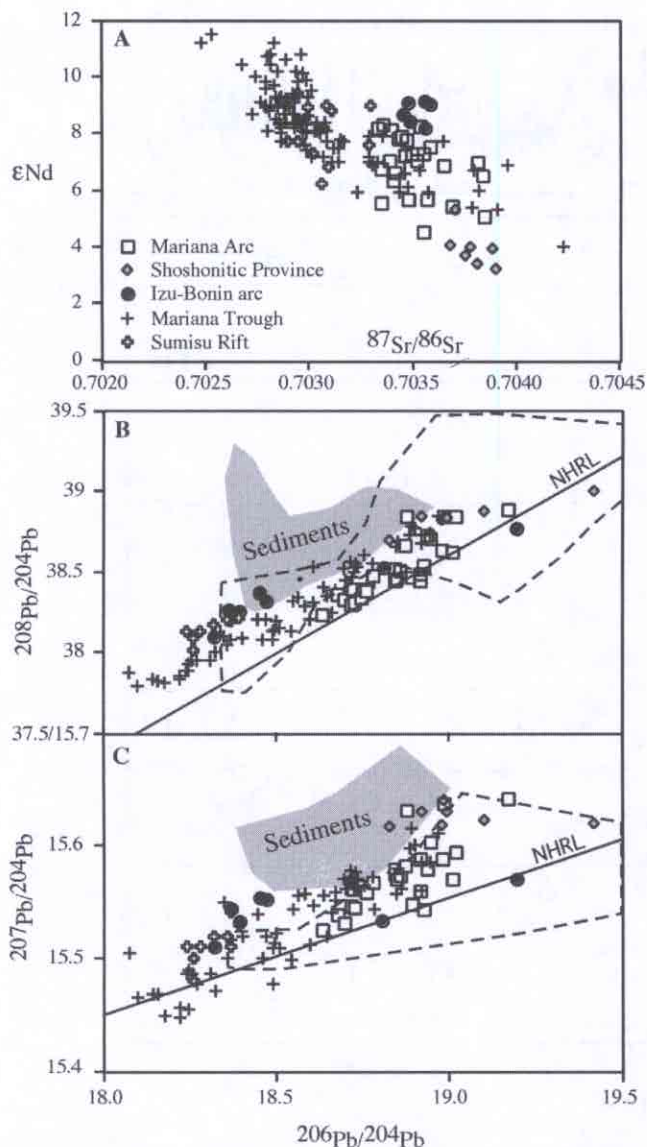 12
A
10
8
εNd
6
4
2
0
Mariana Arc
Shoshonitic Province
Izu-Bonin arc
Mariana Trough
Sumisu Rift
87Sr/86Sr
0.7020
0.7025
0.7030
0.7035
0.704
0.7045
39.5
B
39
38.5
38
37.5/15.7
208Pb/204Pb
Sediments
NHRL
C
15.6
15.5
15.4
207Pb/204Pb
Sediments
NHRL
18.0
18.5
19.0
19.5
206Pb/204Pb